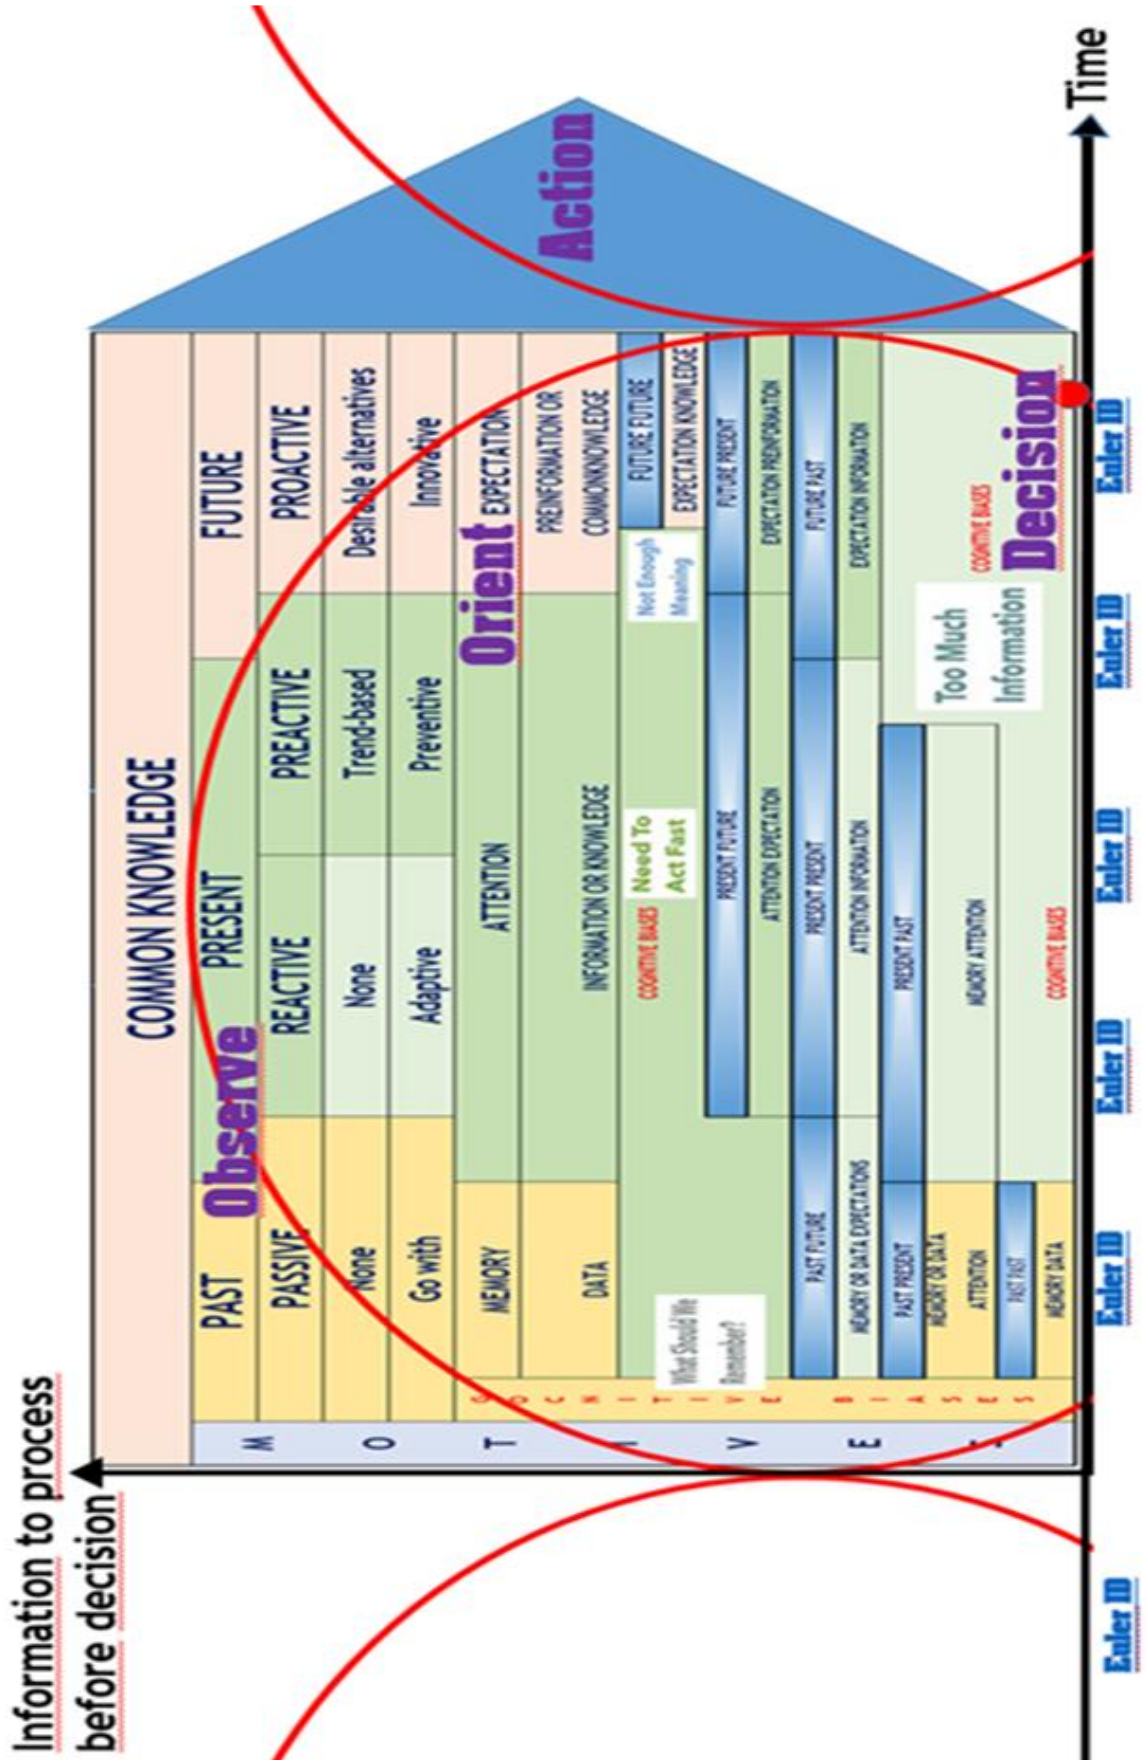 Information to process
before decision
COMMON KNOWLEDGE
PAST
PRESENT
FUTURE
Observe
PASSIVE
REACTIVE
PREACTIVE
PROACTIVE
None
None
Trend-based
Desirable alternatives
Go with
Adaptive
Preventive
Innovative
MEMORY
ATTENTION
Orient
EXPECTATION
DATA
INFORMATION OR KNOWLEDGE
PREINFORMATION OR
COMMONKNOWLEDGE
Action
COGNITIVE BIASES
Need To
Act Fast
Not Enough
Meaning
FUTURE FUTURE
EXPECTATION KNOWLEDGE
What Should We
Remember?
PRESENT FUTURE
FUTURE PRESENT
ATTENTION EXPECTATION
EXPECTATION PREINFORMATION
PAST FUTURE
PRESENT PRESENT
FUTURE PAST
MEMORY OR DATA EXPECTATIONS
ATTENTION INFORMATION
EXPECTATION INFORMATION
PAST PRESENT
PRESENT PAST
MEMORY OR DATA
ATTENTION
MEMORY ATTENTION
Too Much
Information
COGNITIVE BIASES
PAST PAST
MEMORY DATA
COGNITIVE BIASES
Decision
M O T I V E S
C O G N I T I V E B I A S E S
Time
Euler ID
Euler ID
Euler ID
Euler ID
Euler ID
Euler ID
Euler ID